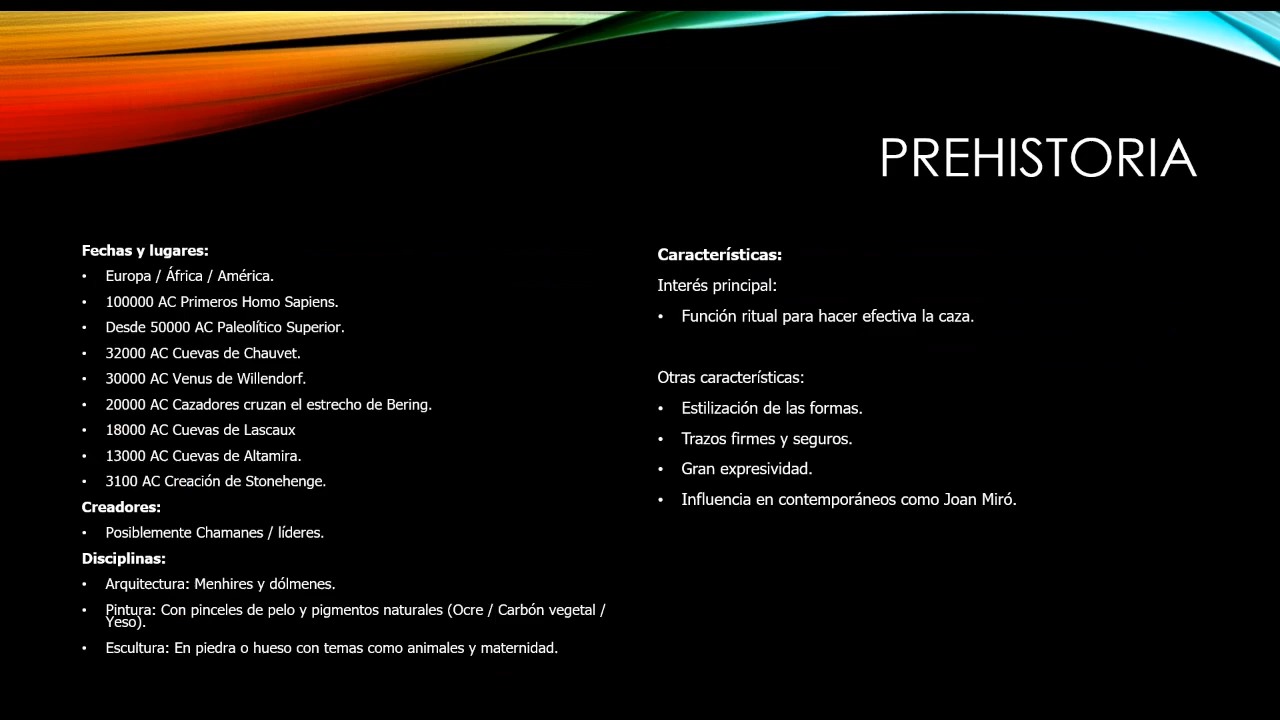 PREHISTORIA
Fechas y lugares:
• Europa / África / América.
• 100000 AC Primeros Homo Sapiens.
• Desde 50000 AC Paleolítico Superior.
• 32000 AC Cuevas de Chauvet.
• 30000 AC Venus de Willendorf.
• 20000 AC Cazadores cruzan el estrecho de Bering.
• 18000 AC Cuevas de Lascaux
• 13000 AC Cuevas de Altamira.
• 3100 AC Creación de Stonehenge.
Creadores:
• Posiblemente Chamanes / líderes.
Disciplinas:
• Arquitectura: Menhires y dólmenes.
• Pintura: Con pinceles de pelo y pigmentos naturales (Ocre / Carbón vegetal /
Yeso).
• Escultura: En piedra o hueso con temas como animales y maternidad.
Características:
Interés principal:
• Función ritual para hacer efectiva la caza.
Otras características:
• Estilización de las formas.
• Trazos firmes y seguros.
• Gran expresividad.
• Influencia en contemporáneos como Joan Miró.